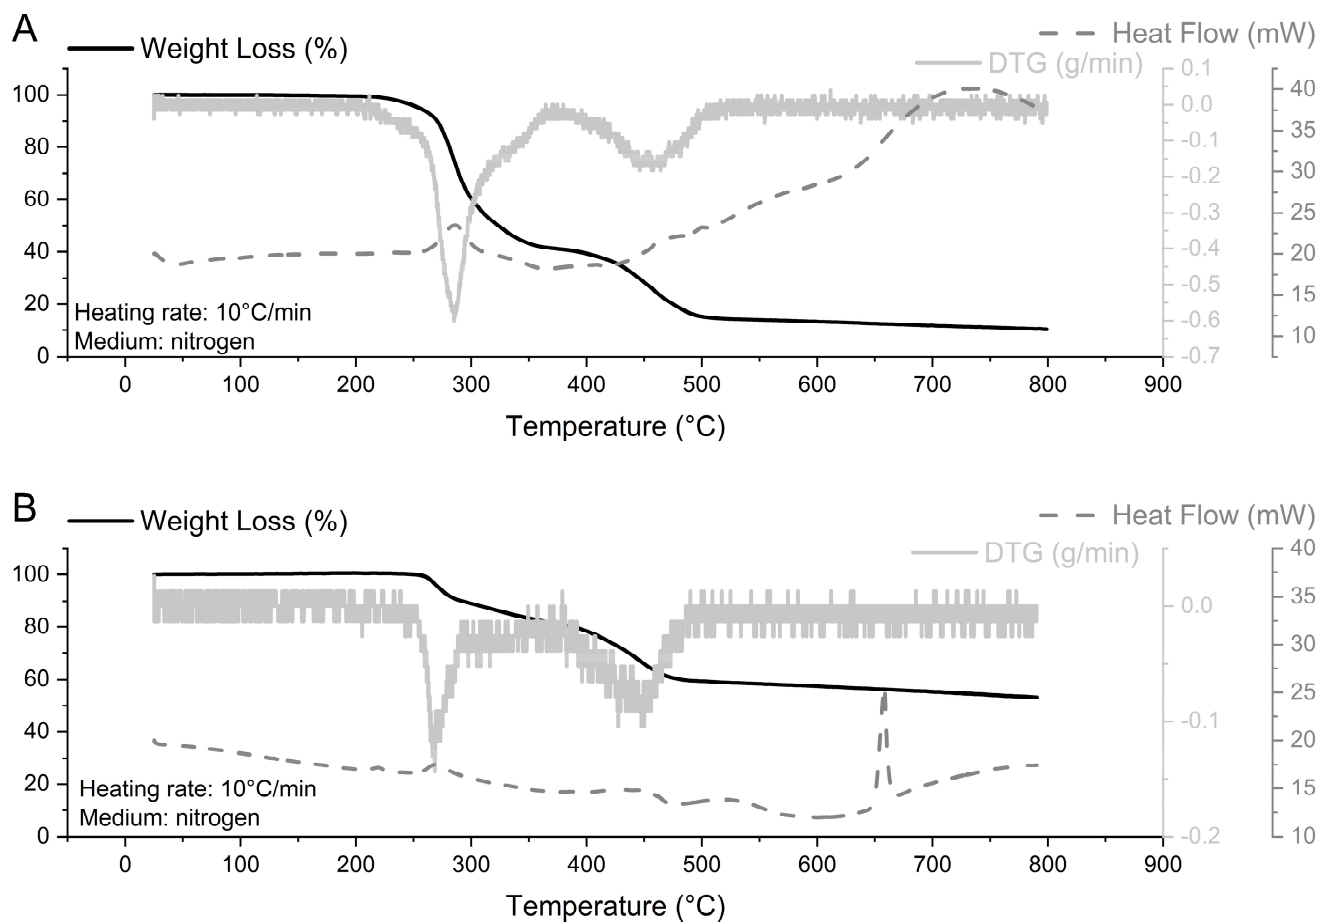 A
Weight Loss (%)
Heat Flow (mW)
DTG (g/min)
100
80
60
40
20
0
0.1
0.0
-0.1
-0.2
-0.3
-0.4
-0.5
-0.6
-0.7
40
35
30
25
20
15
10
Heating rate: 10°C/min
Medium: nitrogen
0 100 200 300 400 500 600 700 800 900
Temperature (°C)
B
Weight Loss (%)
Heat Flow (mW)
DTG (g/min)
100
80
60
40
20
0
0.0
-0.1
-0.2
40
35
30
25
20
15
10
Heating rate: 10°C/min
Medium: nitrogen
0 100 200 300 400 500 600 700 800 900
Temperature (°C)